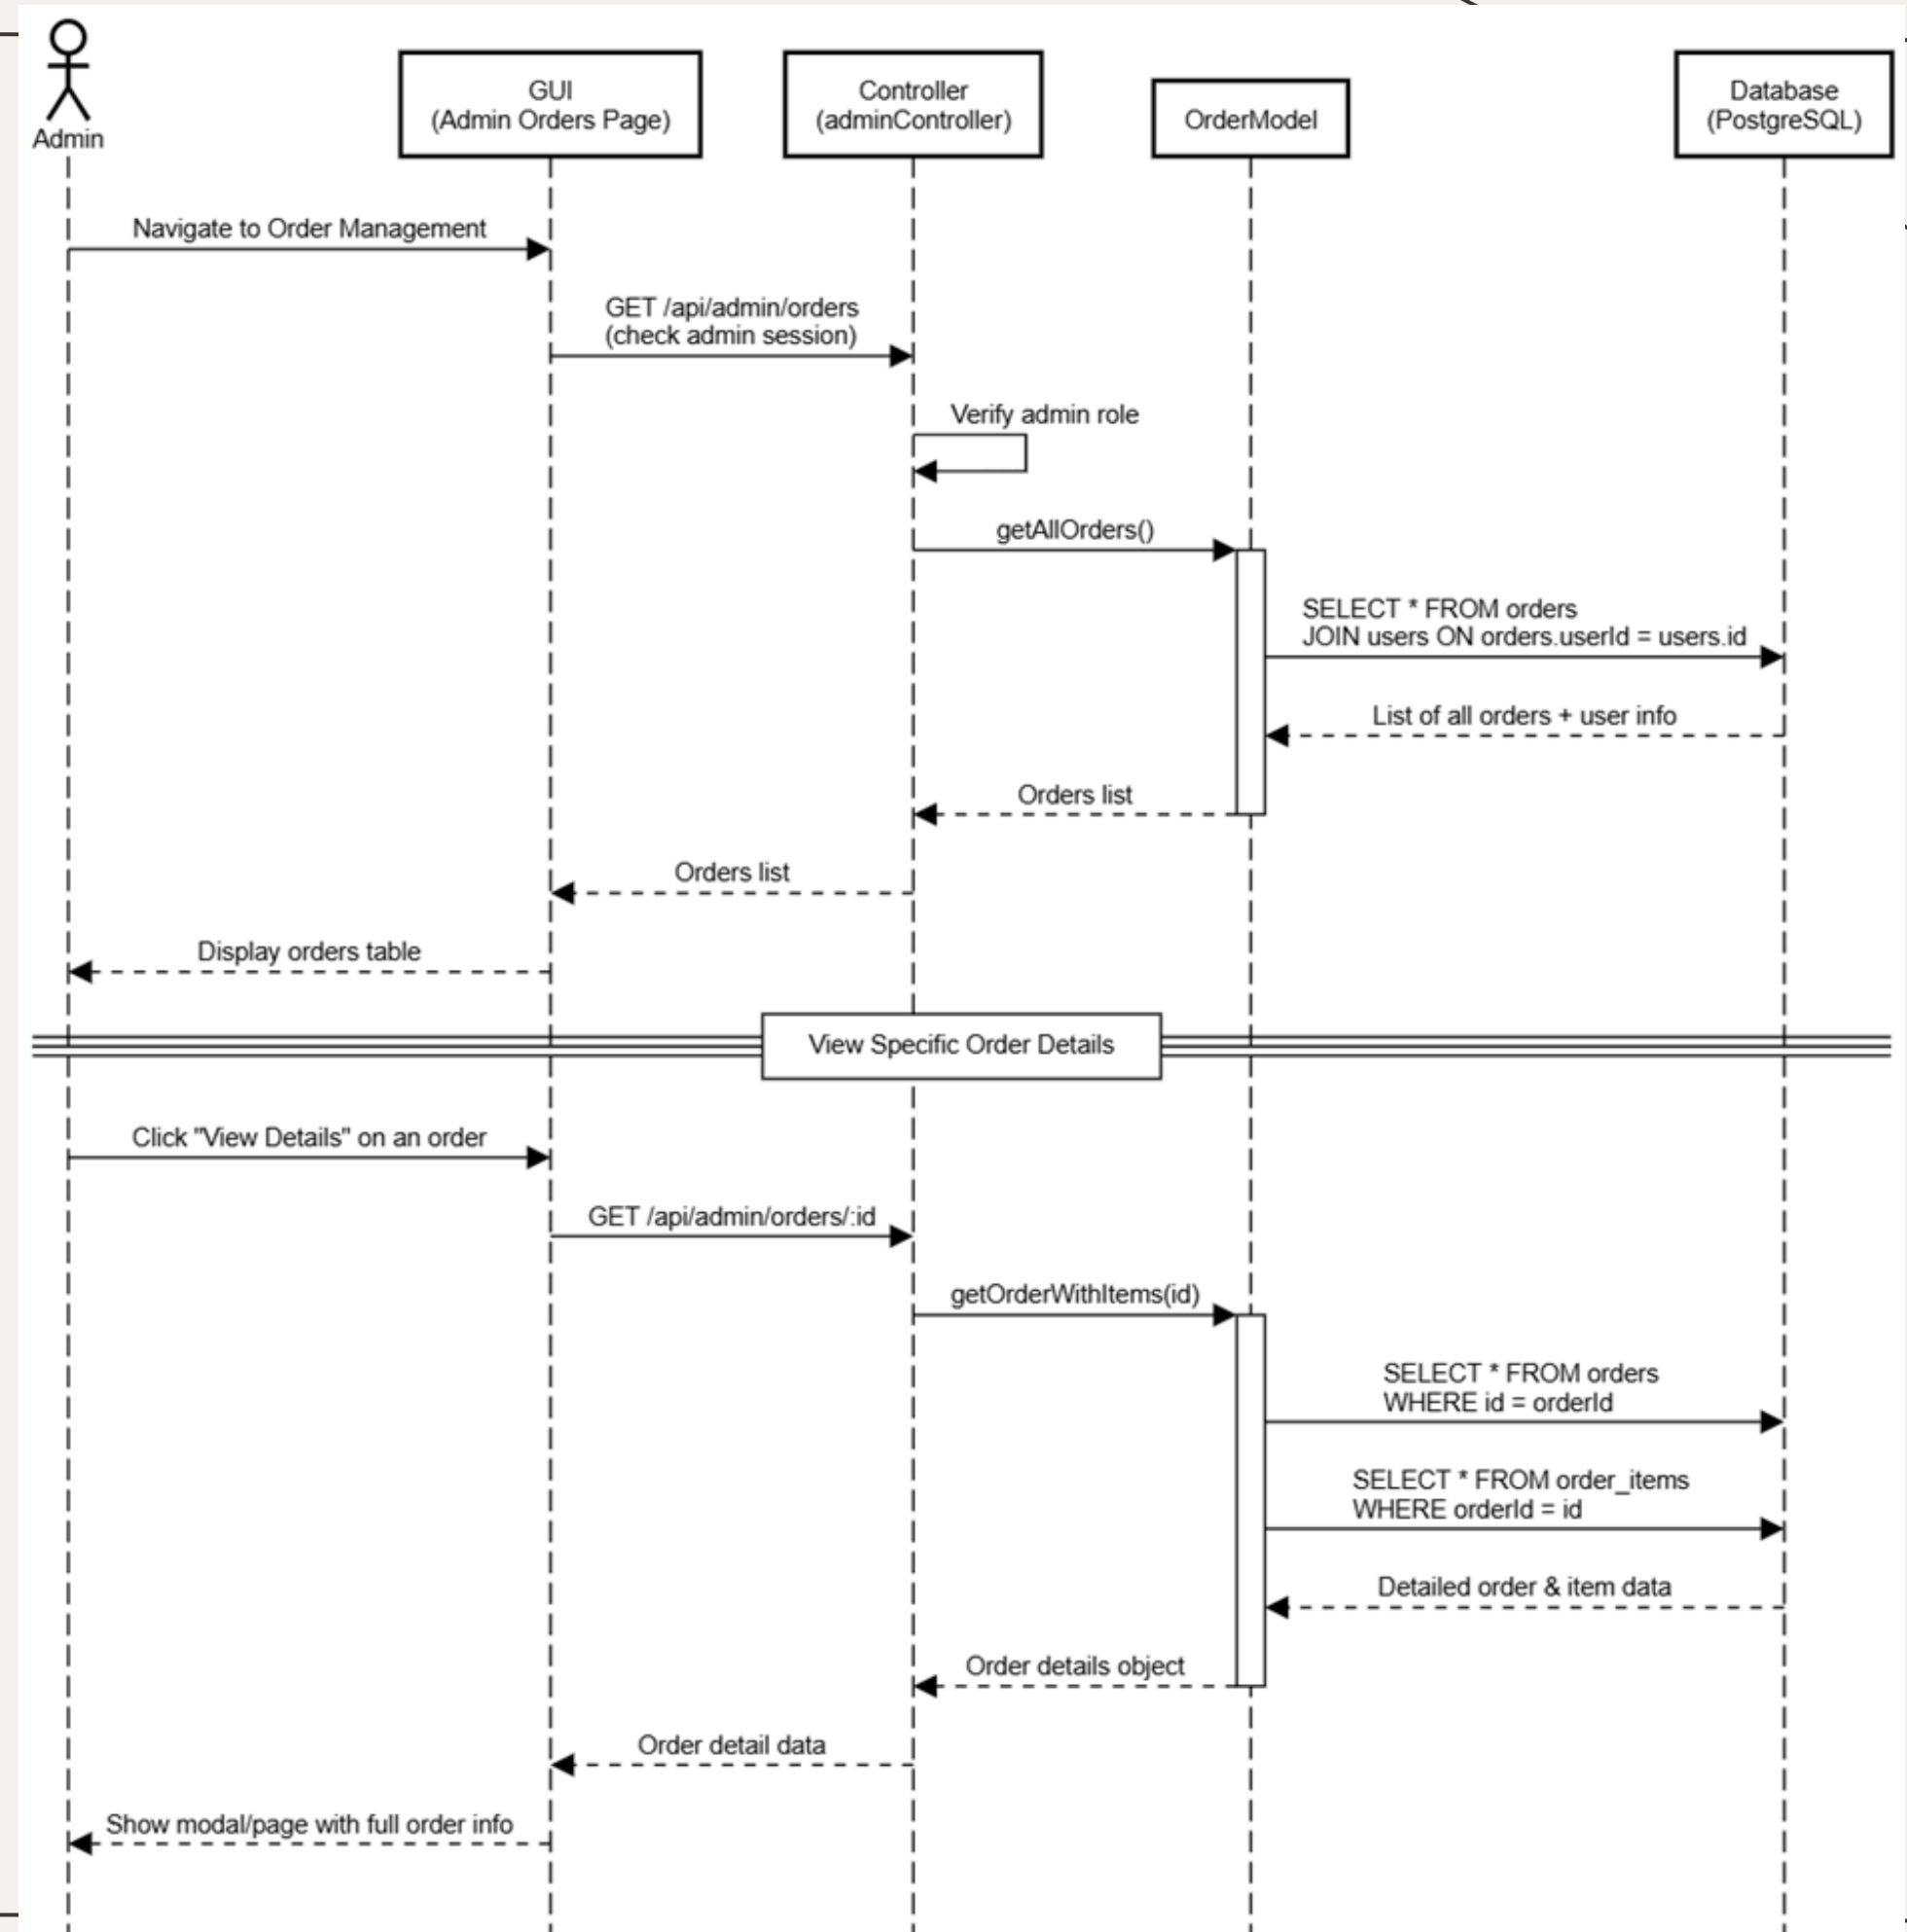 Admin
GUI
(Admin Orders Page)
Controller
(adminController)
OrderModel
Database
(PostgreSQL)
Navigate to Order Management
GET /api/admin/orders
(check admin session)
Verify admin role
getAllOrders()
SELECT * FROM orders
JOIN users ON orders.userId = users.id
List of all orders + user info
Orders list
Orders list
Display orders table
View Specific Order Details
Click "View Details" on an order
GET /api/admin/orders/:id
getOrderWithItems(id)
SELECT * FROM orders
WHERE id = orderId
SELECT * FROM order_items
WHERE orderId = id
Detailed order & item data
Order details object
Order detail data
Show modal/page with full order info